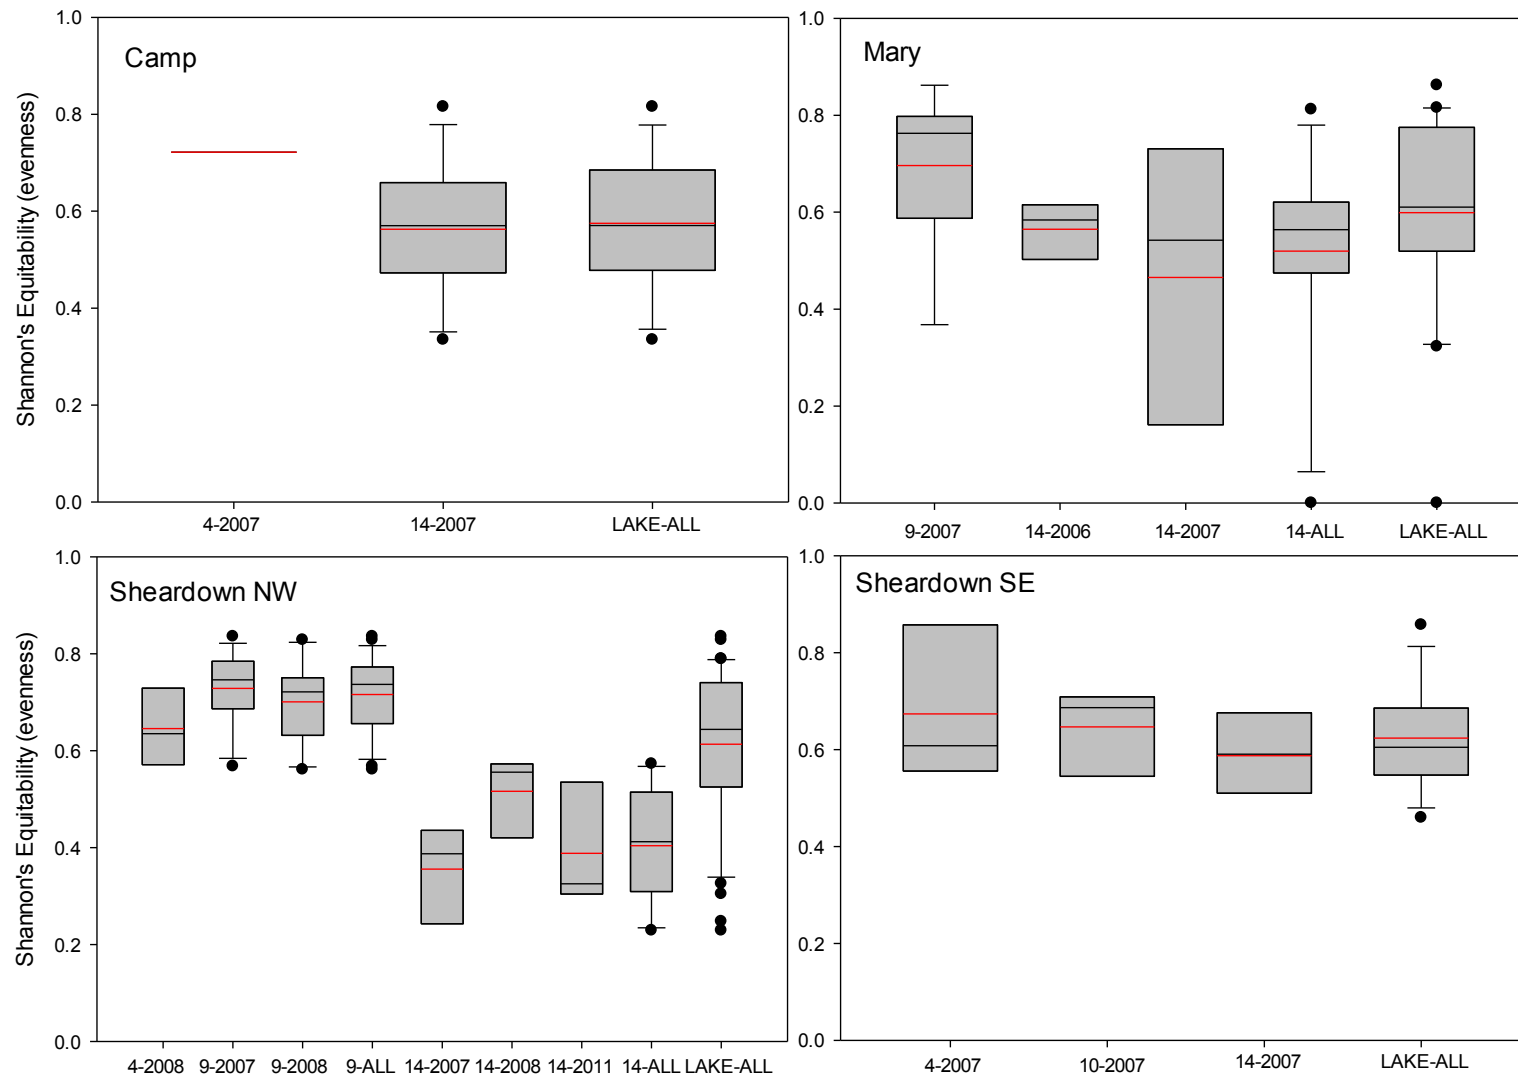 Camp
Shannon's Equitability (evenness)
1.0
0.8
0.6
0.4
0.2
0.0
4-2007 14-2007 LAKE-ALL
Mary
1.0
0.8
0.6
0.4
0.2
0.0
9-2007 14-2006 14-2007 14-ALL LAKE-ALL
Sheardown NW
Shannon's Equitability (evenness)
1.0
0.8
0.6
0.4
0.2
0.0
4-2008 9-2007 9-2008 9-ALL 14-2007 14-2008 14-2011 14-ALL LAKE-ALL
Sheardown SE
1.0
0.8
0.6
0.4
0.2
0.0
4-2007 10-2007 14-2007 LAKE-ALL